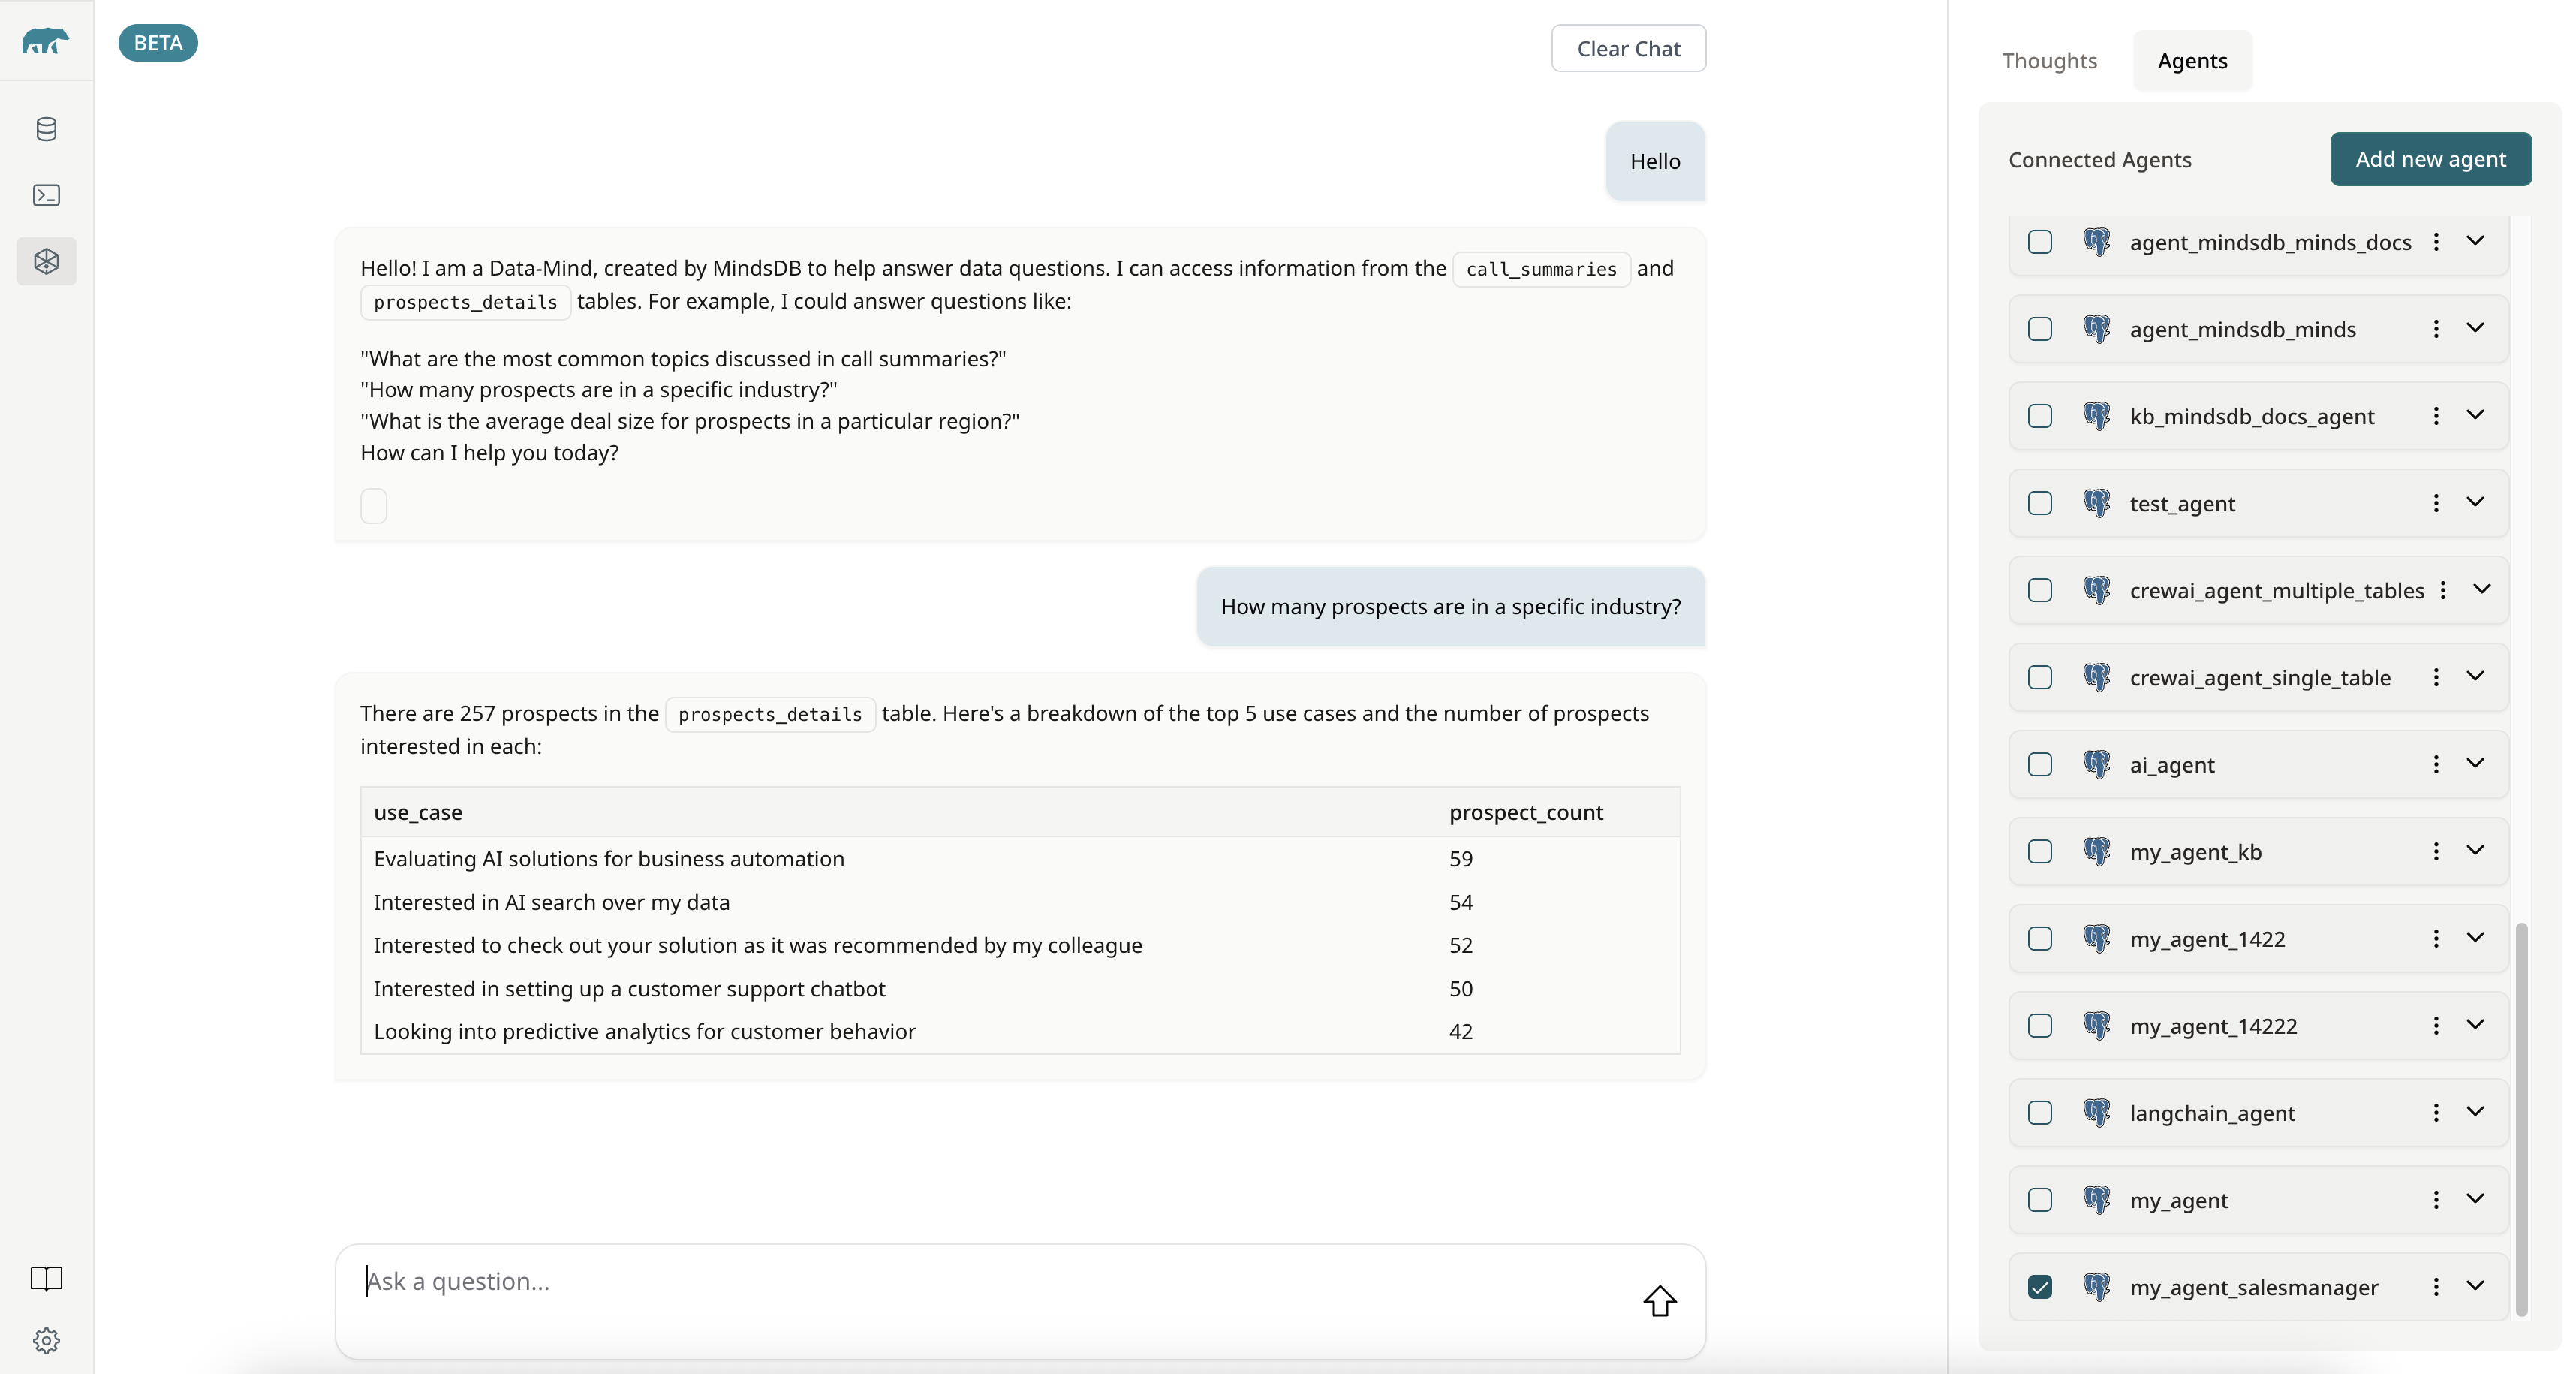 BETA
Clear Chat
Hello
Hello! I am a Data-Mind, created by MindsDB to help answer data questions. I can access information from the call_summaries and
prospects_details tables. For example, I could answer questions like:
"What are the most common topics discussed in call summaries?"
"How many prospects are in a specific industry?"
"What is the average deal size for prospects in a particular region?"
How can I help you today?
How many prospects are in a specific industry?
There are 257 prospects in the prospects_details table. Here's a breakdown of the top 5 use cases and the number of prospects
interested in each:
use_case prospect_count
Evaluating AI solutions for business automation 59
Interested in AI search over my data 54
Interested to check out your solution as it was recommended by my colleague 52
Interested in setting up a customer support chatbot 50
Looking into predictive analytics for customer behavior 42
Ask a question...
Thoughts Agents
Connected Agents Add new agent
agent_mindsdb_minds_docs
agent_mindsdb_minds
kb_mindsdb_docs_agent
test_agent
crewai_agent_multiple_tables
crewai_agent_single_table
ai_agent
my_agent_kb
my_agent_1422
my_agent_14222
langchain_agent
my_agent
my_agent_salesmanager